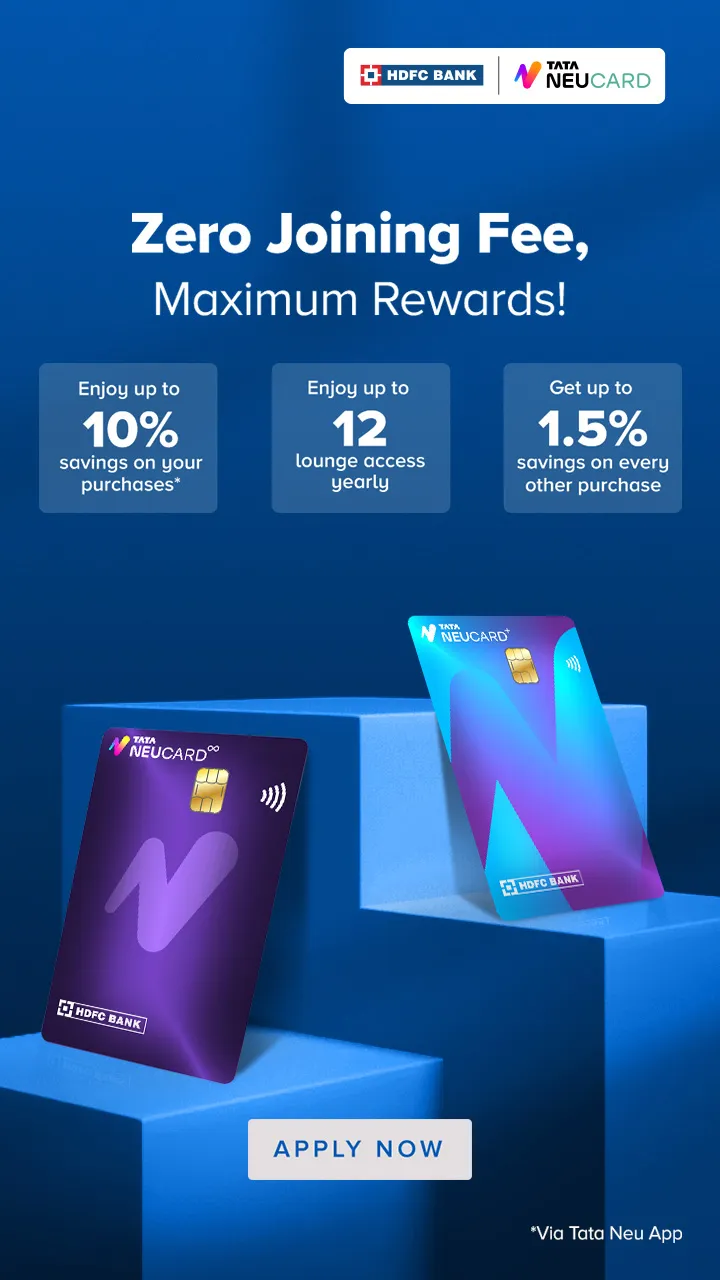 HDFC BANK
TATA
NEUCARD
Zero Joining Fee,
Maximum Rewards!
Enjoy up to
10%
savings on your
purchases*
Enjoy up to
12
lounge access
yearly
Get up to
1.5%
savings on every
other purchase
TATA
NEUCARD+
HDFC BANK
TATA
NEUCARD∞
HDFC BANK
APPLY NOW
*Via Tata Neu App